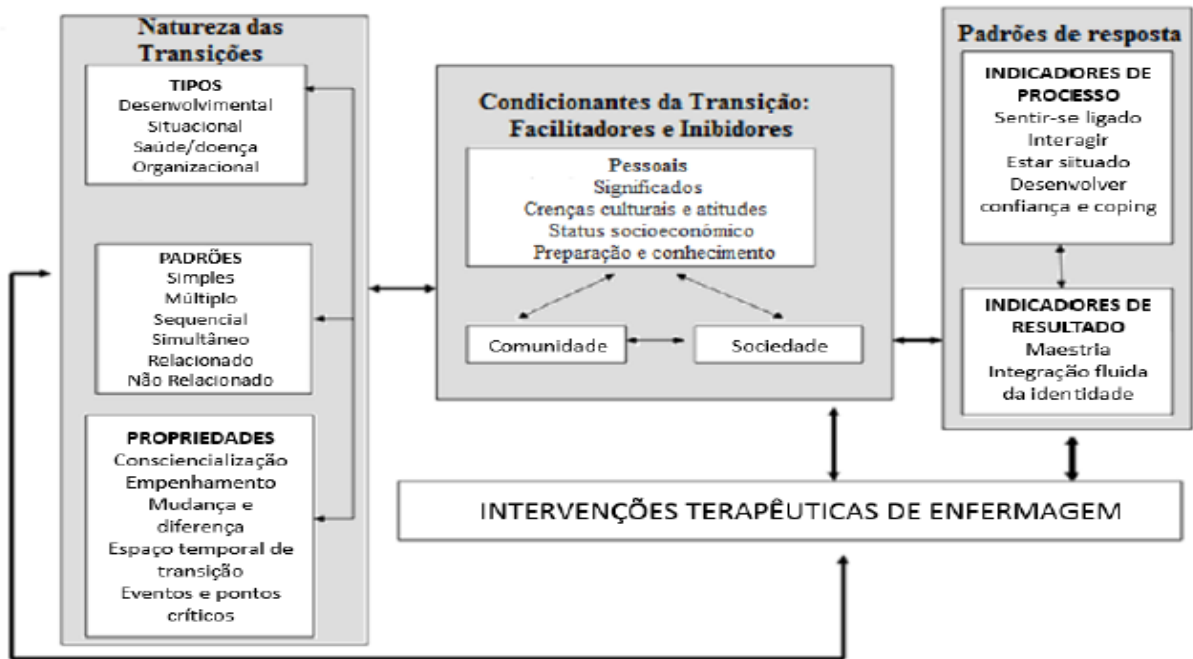 Natureza das
Transições
TIPOS
Desenvolvimental
Situacional
Saúde/doença
Organizacional
PADRÕES
Simples
Múltiplo
Sequencial
Simultâneo
Relacionado
Não Relacionado
PROPRIEDADES
Consciencialização
Empenhamento
Mudança e
diferença
Espaço temporal de
transição
Eventos e pontos
críticos
Condicionantes da Transição:
Facilitadores e Inibidores
Pessoais
Significados
Crenças culturais e atitudes
Status socioeconómico
Preparação e conhecimento
Comunidade
Sociedade
Padrões de resposta
INDICADORES DE
PROCESSO
Sentir-se ligado
Interagir
Estar situado
Desenvolver
confiança e coping
INDICADORES DE
RESULTADO
Maestria
Integração fluida
da identidade
INTERVENÇÕES TERAPÊUTICAS DE ENFERMAGEM